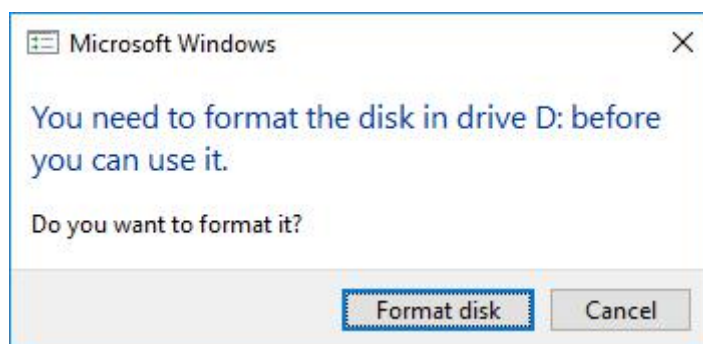 Microsoft Windows
You need to format the disk in drive D: before
you can use it.
Do you want to format it?
Format disk
Cancel